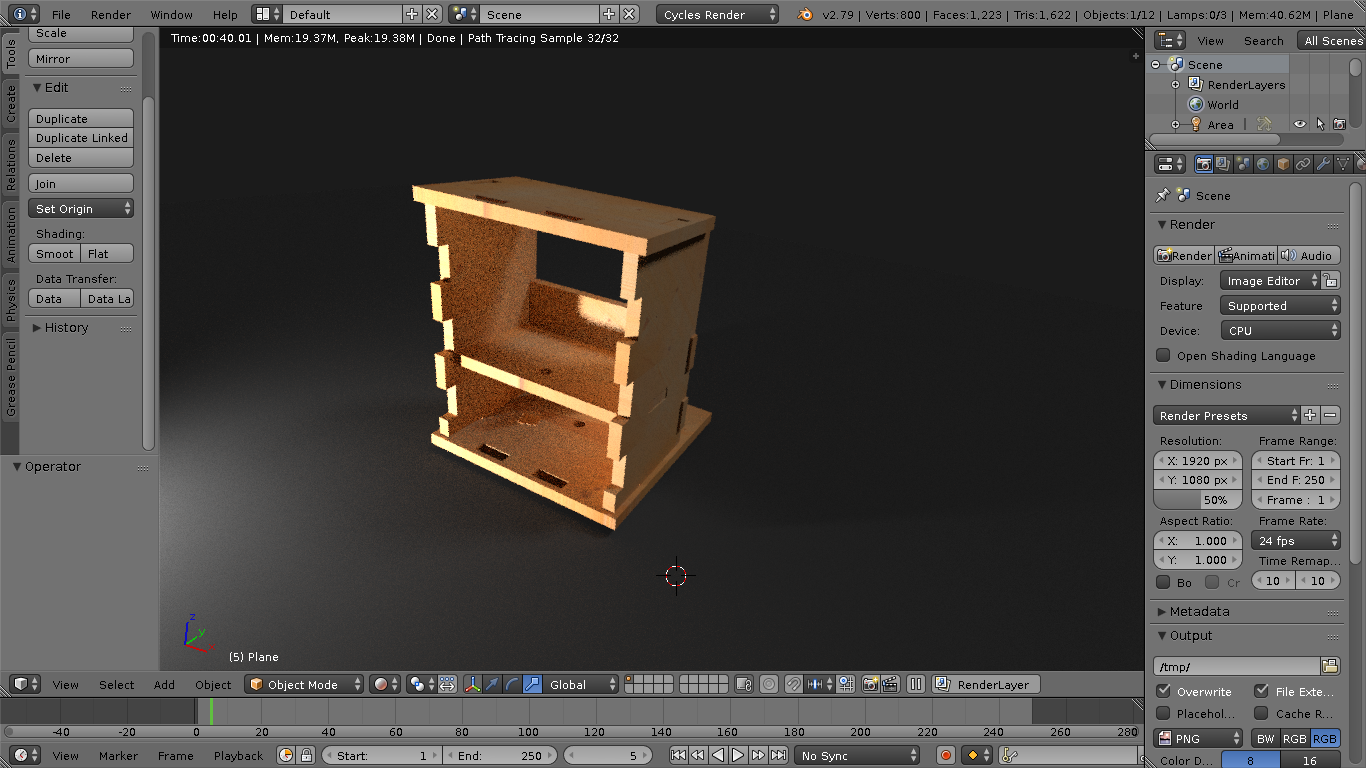 File Render Window Help Default Scene Cycles Render v2.79 | Verts:800 | Faces:1,223 | Tris:1,622 | Objects:1/12 | Lamps:0/3 | Mem:40.62M | Plane
Time:00:40.01 | Mem:19.37M, Peak:19.38M | Done | Path Tracing Sample 32/32
Tools
Create
Relations
Animation
Physics
Grease Pencil
Scale
Mirror
Edit
Duplicate
Duplicate Linked
Delete
Join
Set Origin
Shading:
Smoot Flat
Data Transfer:
Data Data La
History
Operator
(5) Plane
z
y
View Select Add Object Object Mode Global RenderLayer
-40 -20 0 20 40 60 80 100 120 140 160 180 200 220 240 260 280
View Marker Frame Playback Start: 1 End: 250 5 No Sync
View Search All Scenes
Scene
RenderLayers
World
Area
Scene
Render
Render Animati Audio
Display: Image Editor
Feature Supported
Device: CPU
Open Shading Language
Dimensions
Render Presets
Resolution: Frame Range:
X: 1920 px Start Fr: 1
Y: 1080 px End F: 250
50% Frame : 1
Aspect Ratio: Frame Rate:
X: 1.000 24 fps
Y: 1.000 Time Remap...
Bo Cr 10 10
Metadata
Output
/tmp/
Overwrite File Exte...
Placehol... Cache R...
PNG BW RGB RGB
Color D... 8 16